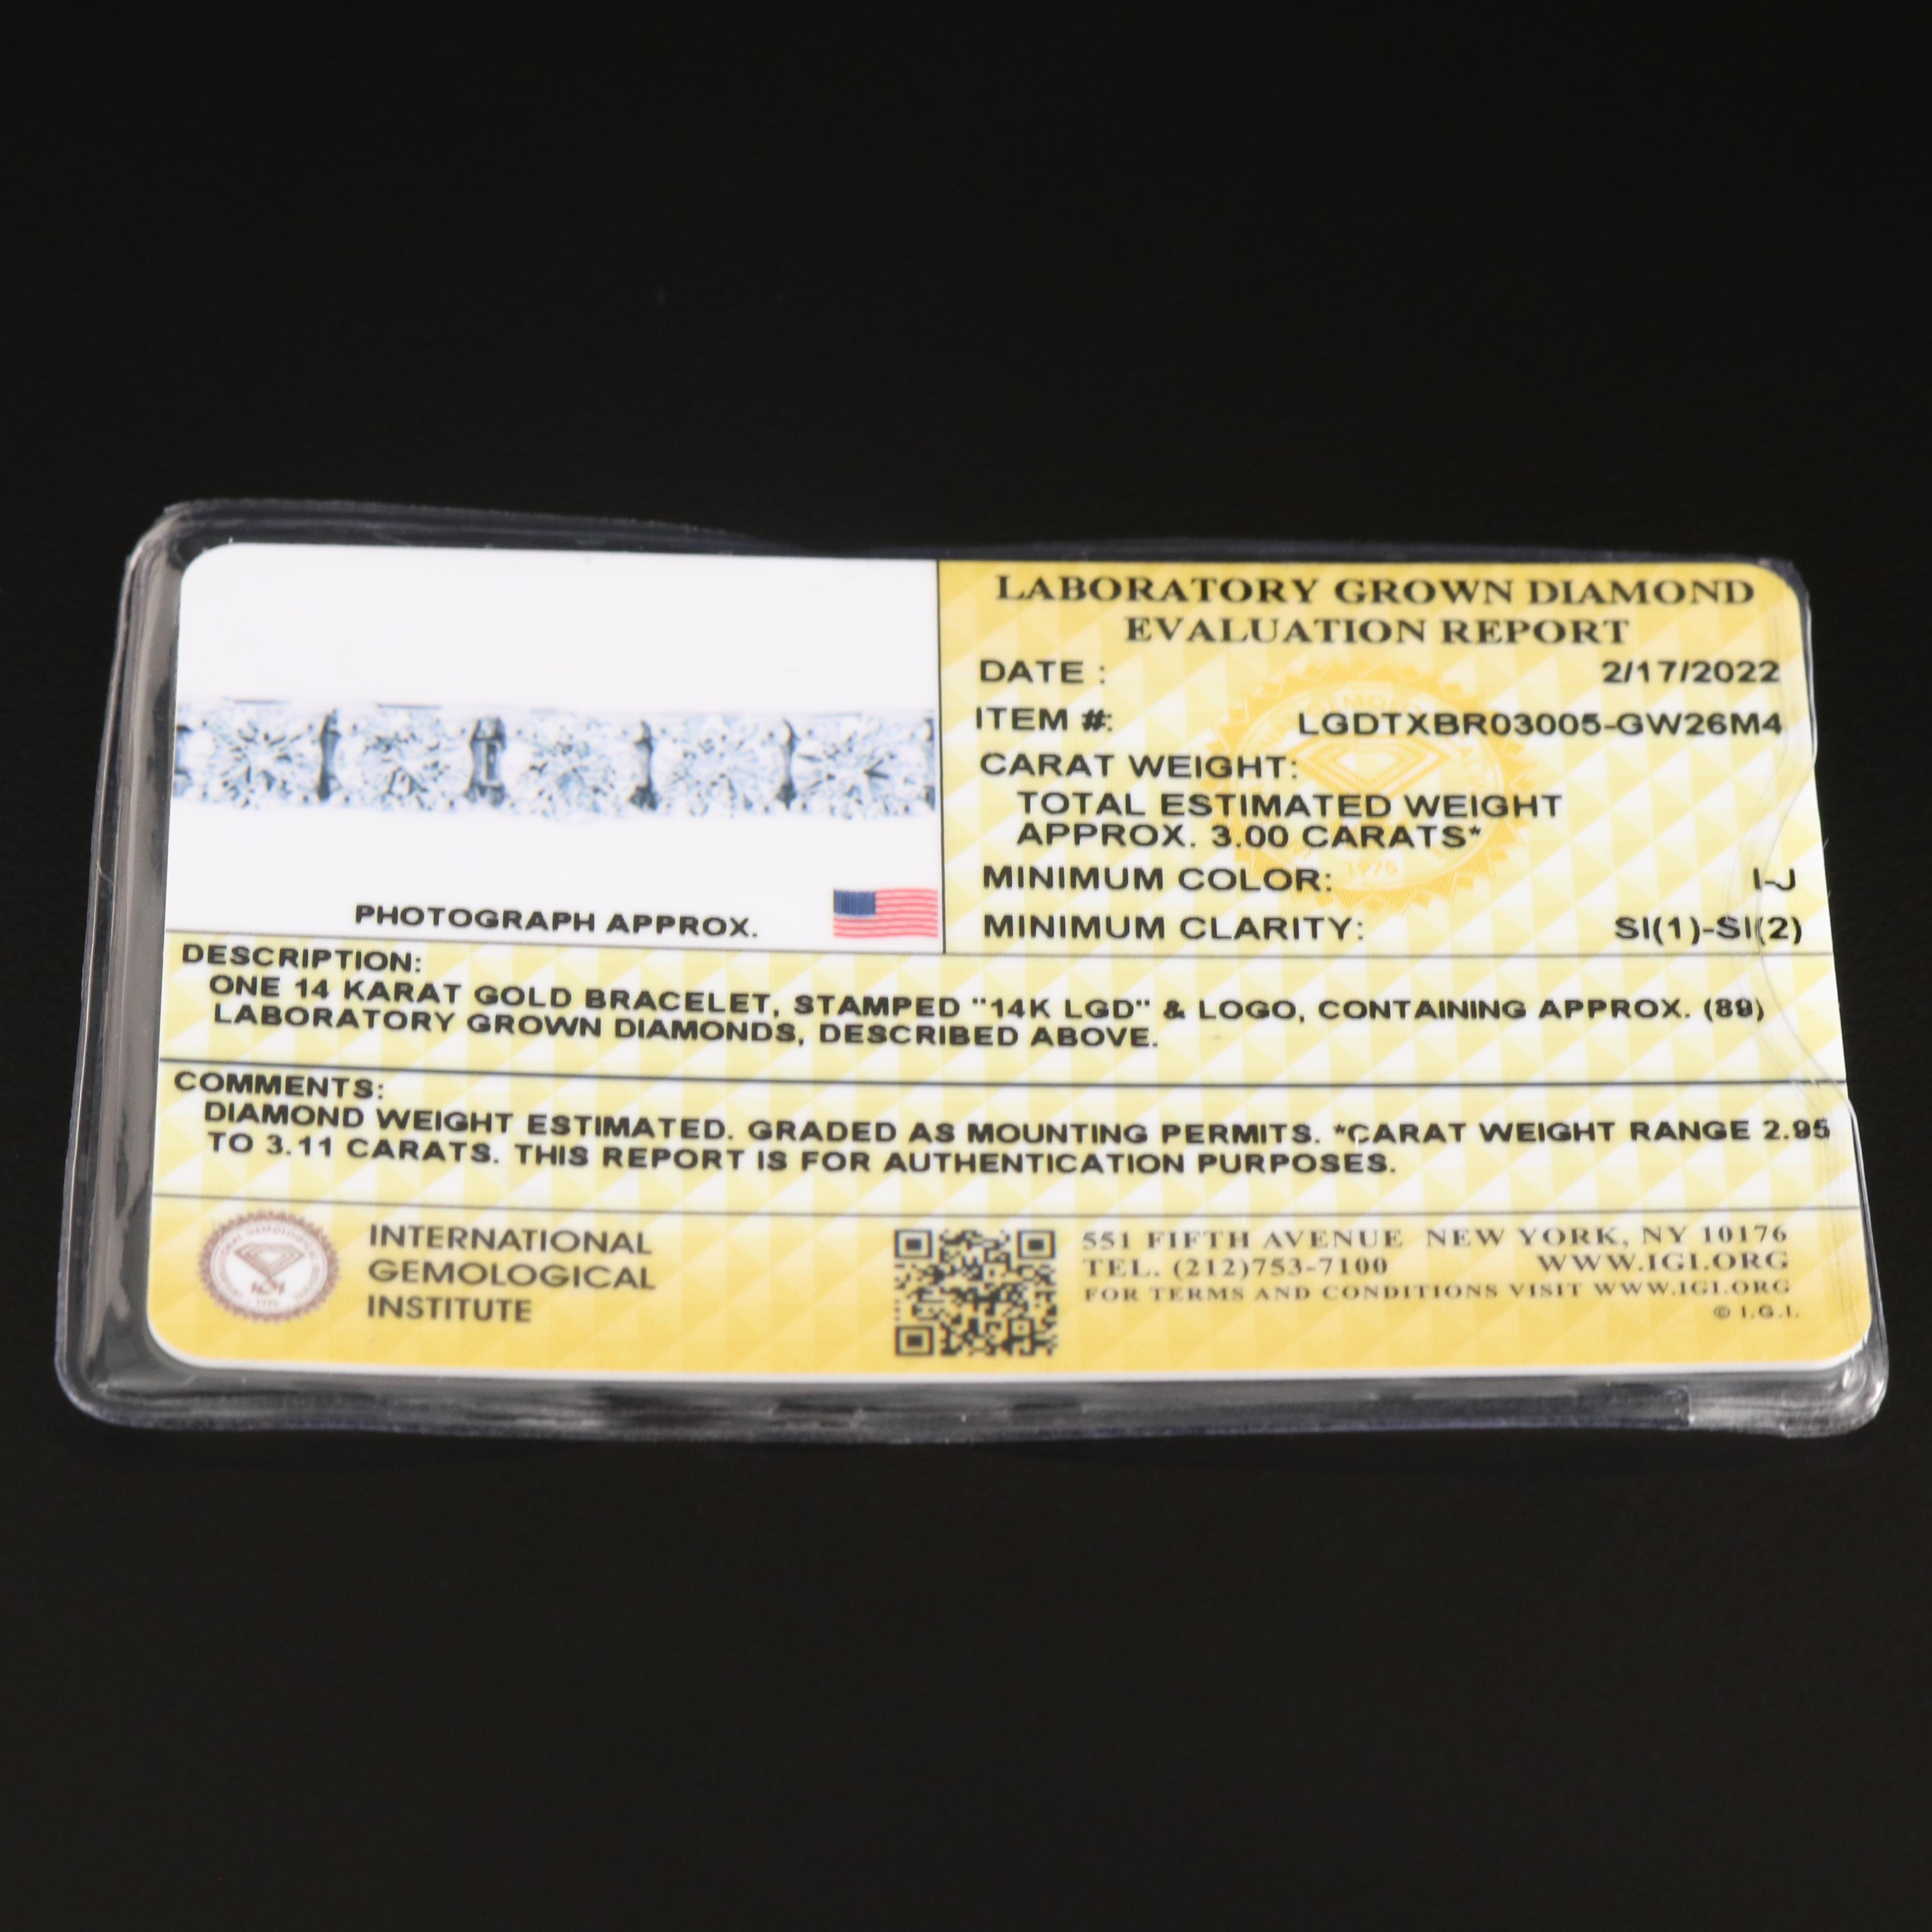 LABORATORY GROWN DIAMOND
EVALUATION REPORT
DATE : 2/17/2022
ITEM #: LGDTXBR03005-GW26M4
CARAT WEIGHT:
TOTAL ESTIMATED WEIGHT
APPROX. 3.00 CARATS*
1975
MINIMUM COLOR: I-J
MINIMUM CLARITY: SI(1)-SI(2)
PHOTOGRAPH APPROX.
DESCRIPTION:
ONE 14 KARAT GOLD BRACELET, STAMPED "14K LGD" & LOGO, CONTAINING APPROX. (89)
LABORATORY GROWN DIAMONDS, DESCRIBED ABOVE.
COMMENTS:
DIAMOND WEIGHT ESTIMATED. GRADED AS MOUNTING PERMITS. *CARAT WEIGHT RANGE 2.95
TO 3.11 CARATS. THIS REPORT IS FOR AUTHENTICATION PURPOSES.
INTERNATIONAL
GEMOLOGICAL
INSTITUTE
551 FIFTH AVENUE NEW YORK, NY 10176
TEL. (212)753-7100 WWW.IGI.ORG
FOR TERMS AND CONDITIONS VISIT WWW.IGI.ORG
© I.G.I.